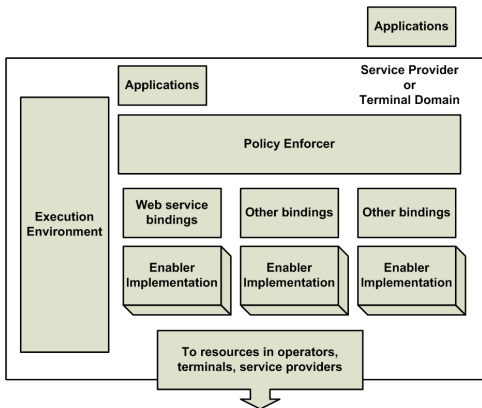 Applications
Service Provider
or
Terminal Domain
Applications
Policy Enforcer
Execution
Environment
Web service
bindings
Other bindings
Other bindings
Enabler
Implementation
Enabler
Implementation
Enabler
Implementation
To resources in operators,
terminals, service providers